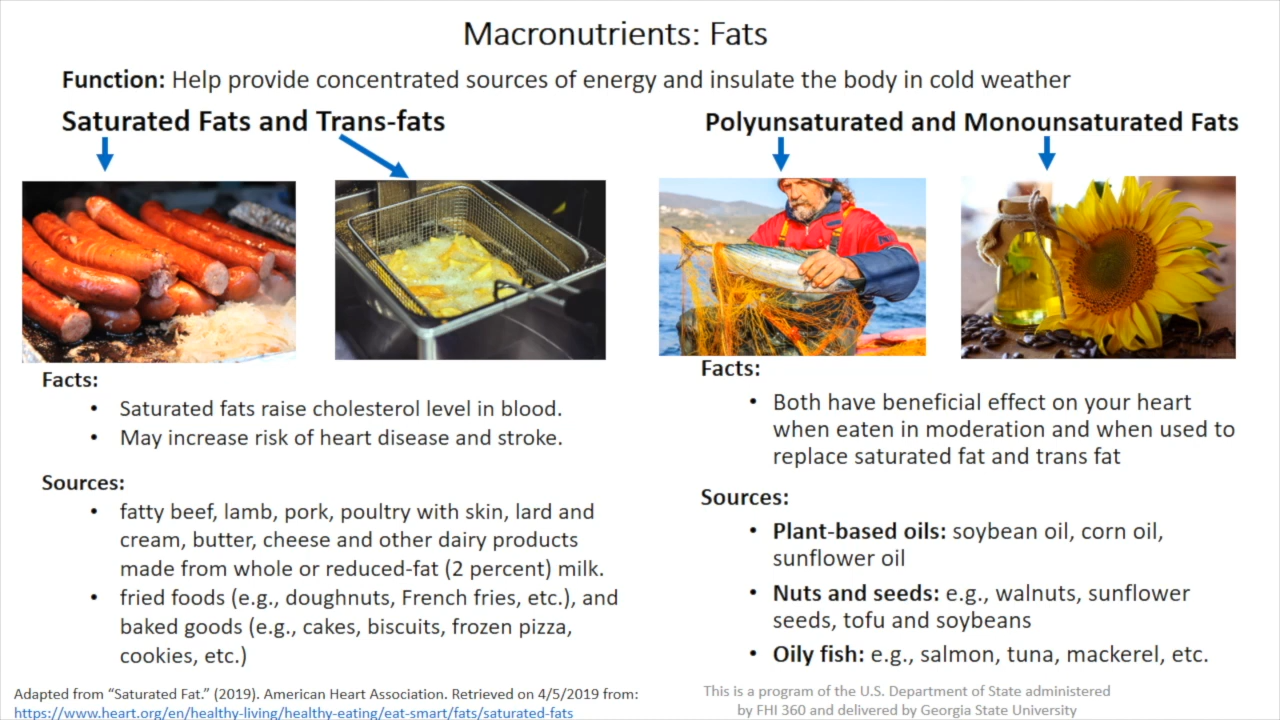 Macronutrients: Fats
Function: Help provide concentrated sources of energy and insulate the body in cold weather
Saturated Fats and Trans-fats
Facts:
• Saturated fats raise cholesterol level in blood.
• May increase risk of heart disease and stroke.
Sources:
• fatty beef, lamb, pork, poultry with skin, lard and
cream, butter, cheese and other dairy products
made from whole or reduced-fat (2 percent) milk.
• fried foods (e.g., doughnuts, French fries, etc.), and
baked goods (e.g., cakes, biscuits, frozen pizza,
cookies, etc.)
Adapted from “Saturated Fat.” (2019). American Heart Association. Retrieved on 4/5/2019 from:
https://www.heart.org/en/healthy-living/healthy-eating/eat-smart/fats/saturated-fats
Polyunsaturated and Monounsaturated Fats
Facts:
• Both have beneficial effect on your heart
when eaten in moderation and when used to
replace saturated fat and trans fat
Sources:
• Plant-based oils: soybean oil, corn oil,
sunflower oil
• Nuts and seeds: e.g., walnuts, sunflower
seeds, tofu and soybeans
• Oily fish: e.g., salmon, tuna, mackerel, etc.
This is a program of the U.S. Department of State administered
by FHI 360 and delivered by Georgia State University